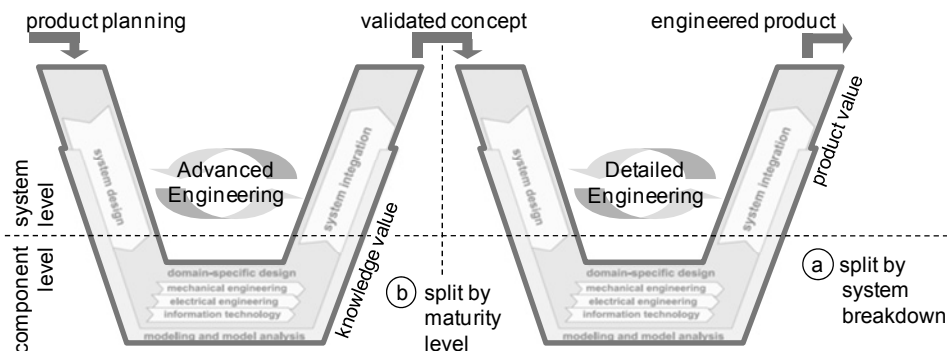 product planning
validated concept
engineered product
system level
component level
system design
Advanced
Engineering
system integration
knowledge value
domain-specific design
mechanical engineering
electrical engineering
information technology
modeling and model analysis
b split by
maturity
level
system design
Detailed
Engineering
system integration
product value
domain-specific design
mechanical engineering
electrical engineering
information technology
modeling and model analysis
a split by
system
breakdown